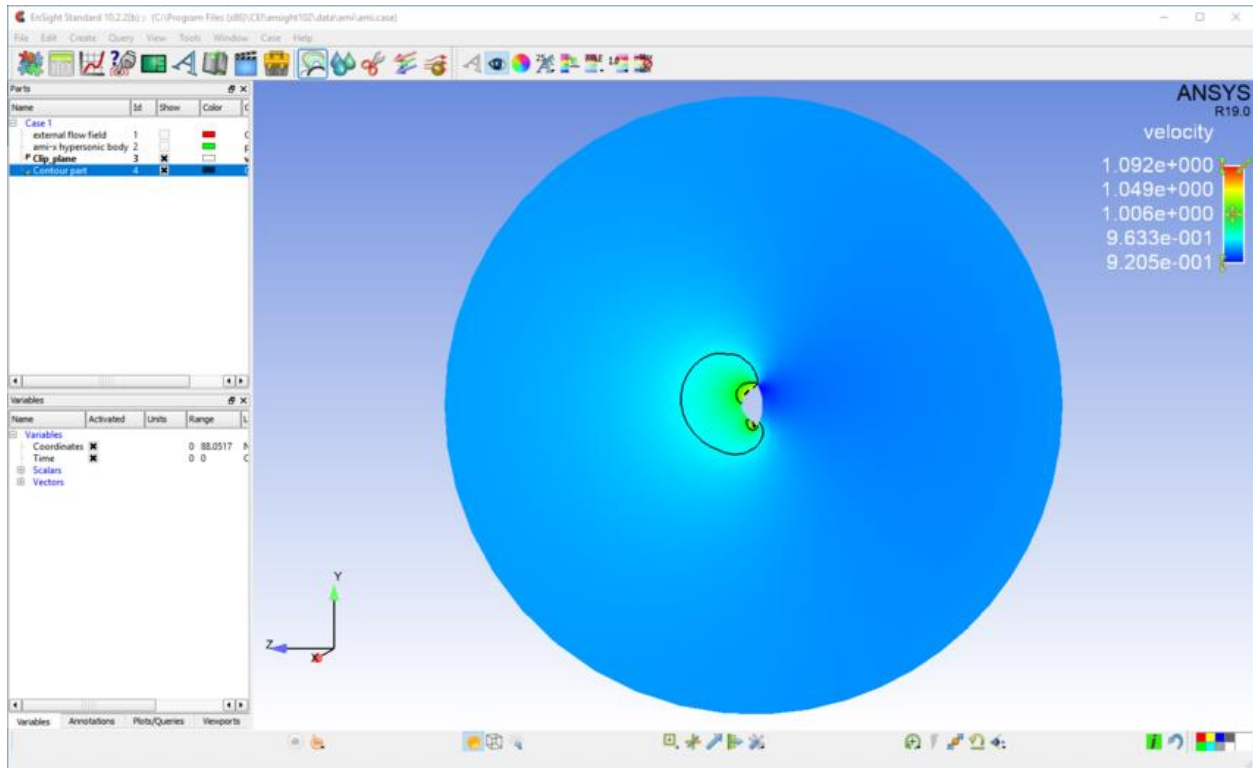 EnSight Standard 10.2.2(b) :: (C:\Program Files (x86)\CEI\ensight102\data\ami\ami.case)
File Edit Create Query View Tools Window Case Help
Parts
Name Id Show Color
Case 1
external flow field 1
ami-x hypersonic body 2
Clip_plane 3
Contour part 4
ANSYS
R19.0
velocity
1.092e+000
1.049e+000
1.006e+000
9.633e-001
9.205e-001
Variables
Name Activated Units Range L
Variables
Coordinates 0 88.0517 N
Time 0 0 C
Scalars
Vectors
Y
Z
X
Variables Annotations Plots/Queries Viewports